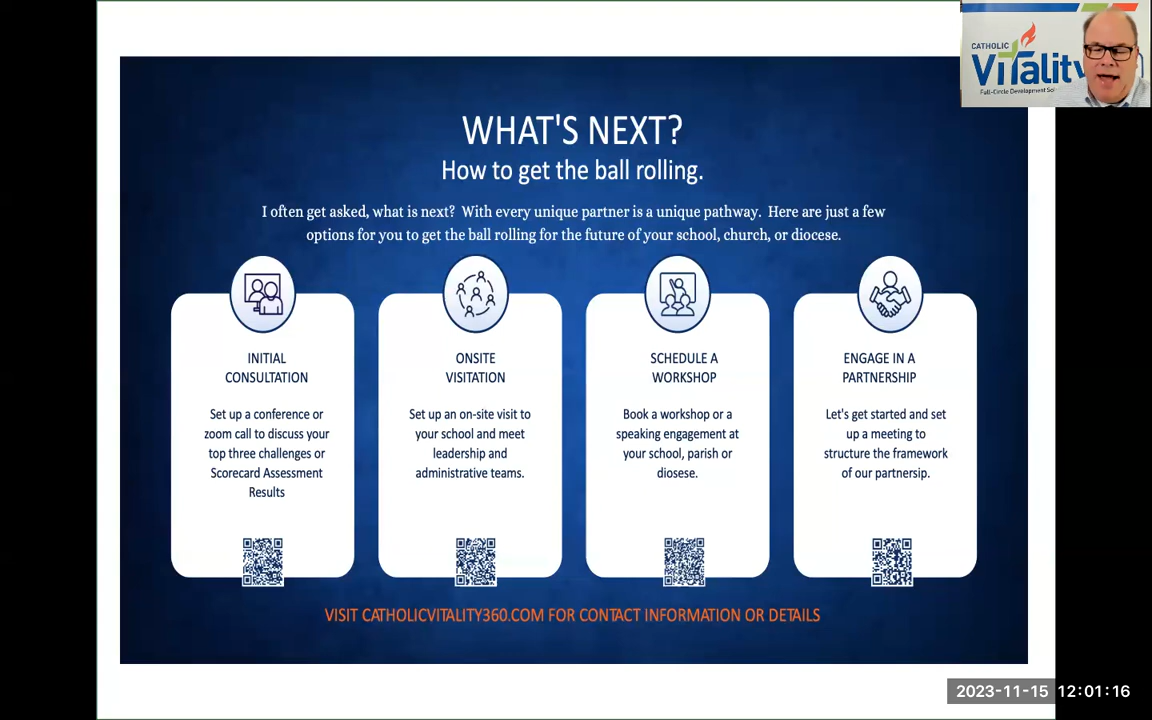 CATHOLIC
Vitality
Full-Circle Development
WHAT'S NEXT?
How to get the ball rolling.
I often get asked, what is next? With every unique partner is a unique pathway. Here are just a few
options for you to get the ball rolling for the future of your school, church, or diocese.
INITIAL
CONSULTATION
Set up a conference or
zoom call to discuss your
top three challenges or
Scorecard Assessment
Results
ONSITE
VISITATION
Set up an on-site visit to
your school and meet
leadership and
administrative teams.
SCHEDULE A
WORKSHOP
Book a workshop or a
speaking engagement at
your school, parish or
diosese.
ENGAGE IN A
PARTNERSHIP
Let's get started and set
up a meeting to
structure the framework
of our partnersip.
VISIT CATHOLICVITALITY360.COM FOR CONTACT INFORMATION OR DETAILS
2023-11-15 12:01:16